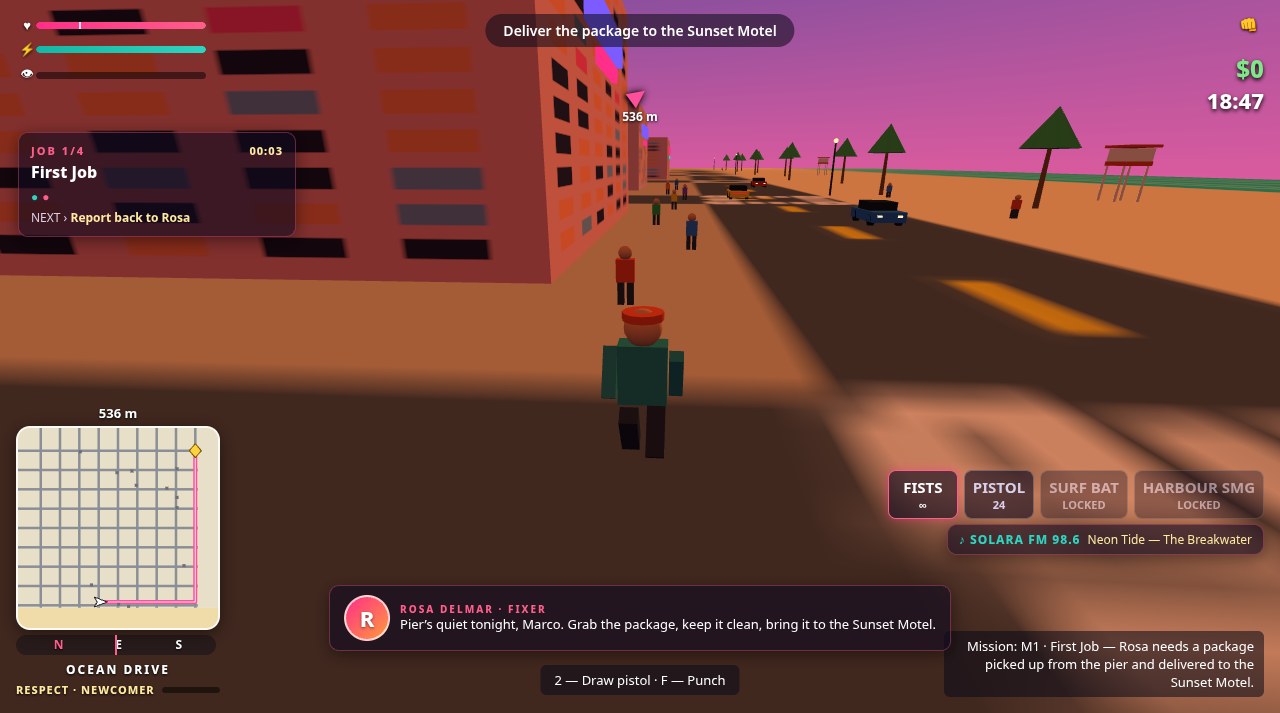 Deliver the package to the Sunset Motel
$0
18:47
536 m
JOB 1/4 00:03
First Job
NEXT › Report back to Rosa
536 m
N E S
OCEAN DRIVE
RESPECT · NEWCOMER
FISTS
∞
PISTOL
24
SURF BAT
LOCKED
HARBOUR SMG
LOCKED
♪ SOLARA FM 98.6 Neon Tide — The Breakwater
R
ROSA DELMAR · FIXER
Pier's quiet tonight, Marco. Grab the package, keep it clean, bring it to the Sunset Motel.
2 — Draw pistol · F — Punch
Mission: M1 · First Job — Rosa needs a package
picked up from the pier and delivered to the
Sunset Motel.